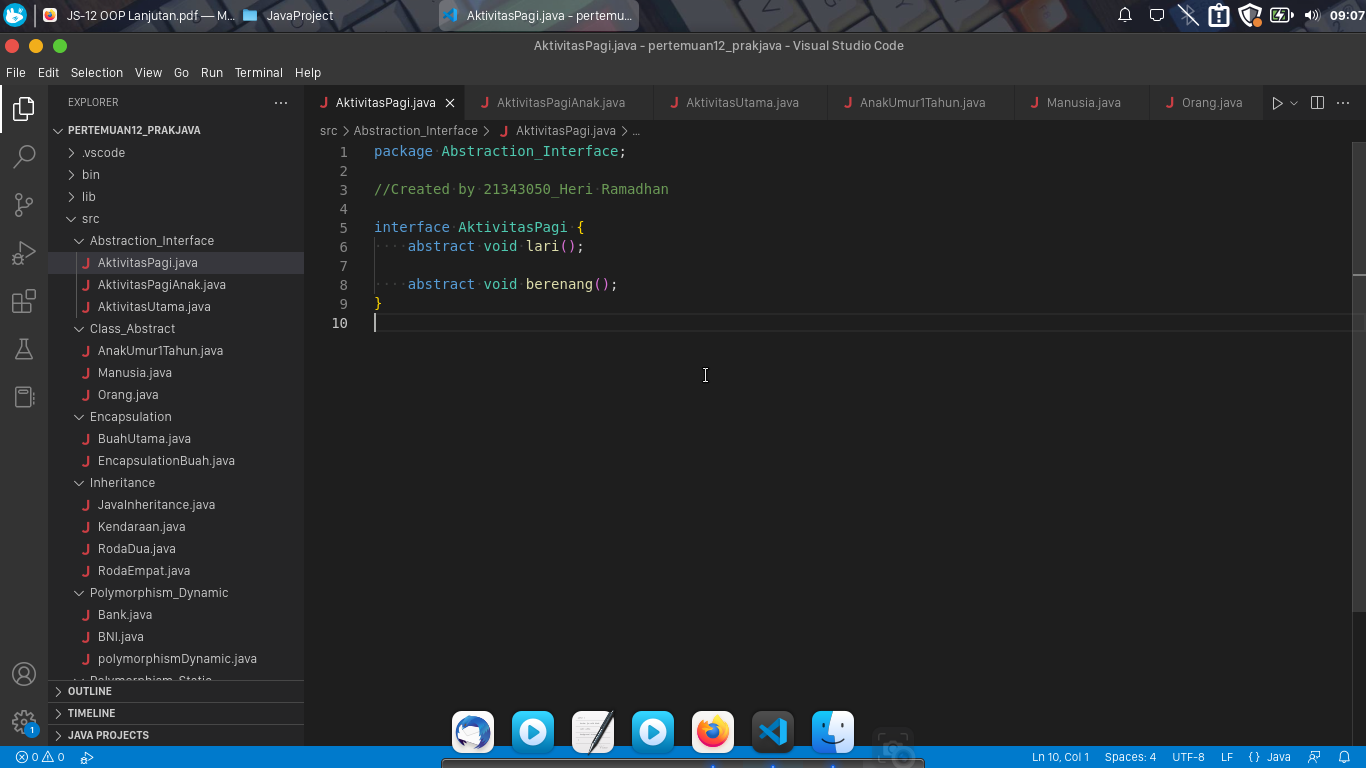 JS-12 OOP Lanjutan.pdf — M...
JavaProject
AktivitasPagi.java - pertemu...
09:07
AktivitasPagi.java - pertemuan12_prakjava - Visual Studio Code
File Edit Selection View Go Run Terminal Help
EXPLORER
AktivitasPagi.java
AktivitasPagiAnak.java
AktivitasUtama.java
AnakUmur1Tahun.java
Manusia.java
Orang.java
src > Abstraction_Interface > AktivitasPagi.java > ...
PERTEMUAN12_PRAKJAVA
.vscode
bin
lib
src
Abstraction_Interface
AktivitasPagi.java
AktivitasPagiAnak.java
AktivitasUtama.java
Class_Abstract
AnakUmur1Tahun.java
Manusia.java
Orang.java
Encapsulation
BuahUtama.java
EncapsulationBuah.java
Inheritance
JavaInheritance.java
Kendaraan.java
RodaDua.java
RodaEmpat.java
Polymorphism_Dynamic
Bank.java
BNI.java
polymorphismDynamic.java
Polymorphism_Static
OUTLINE
TIMELINE
JAVA PROJECTS
1 package Abstraction_Interface;
2
3 //Created by 21343050_Heri Ramadhan
4
5 interface AktivitasPagi {
6 abstract void lari();
7
8 abstract void berenang();
9 }
10
1
0 0
Ln 10, Col 1 Spaces: 4 UTF-8 LF { } Java